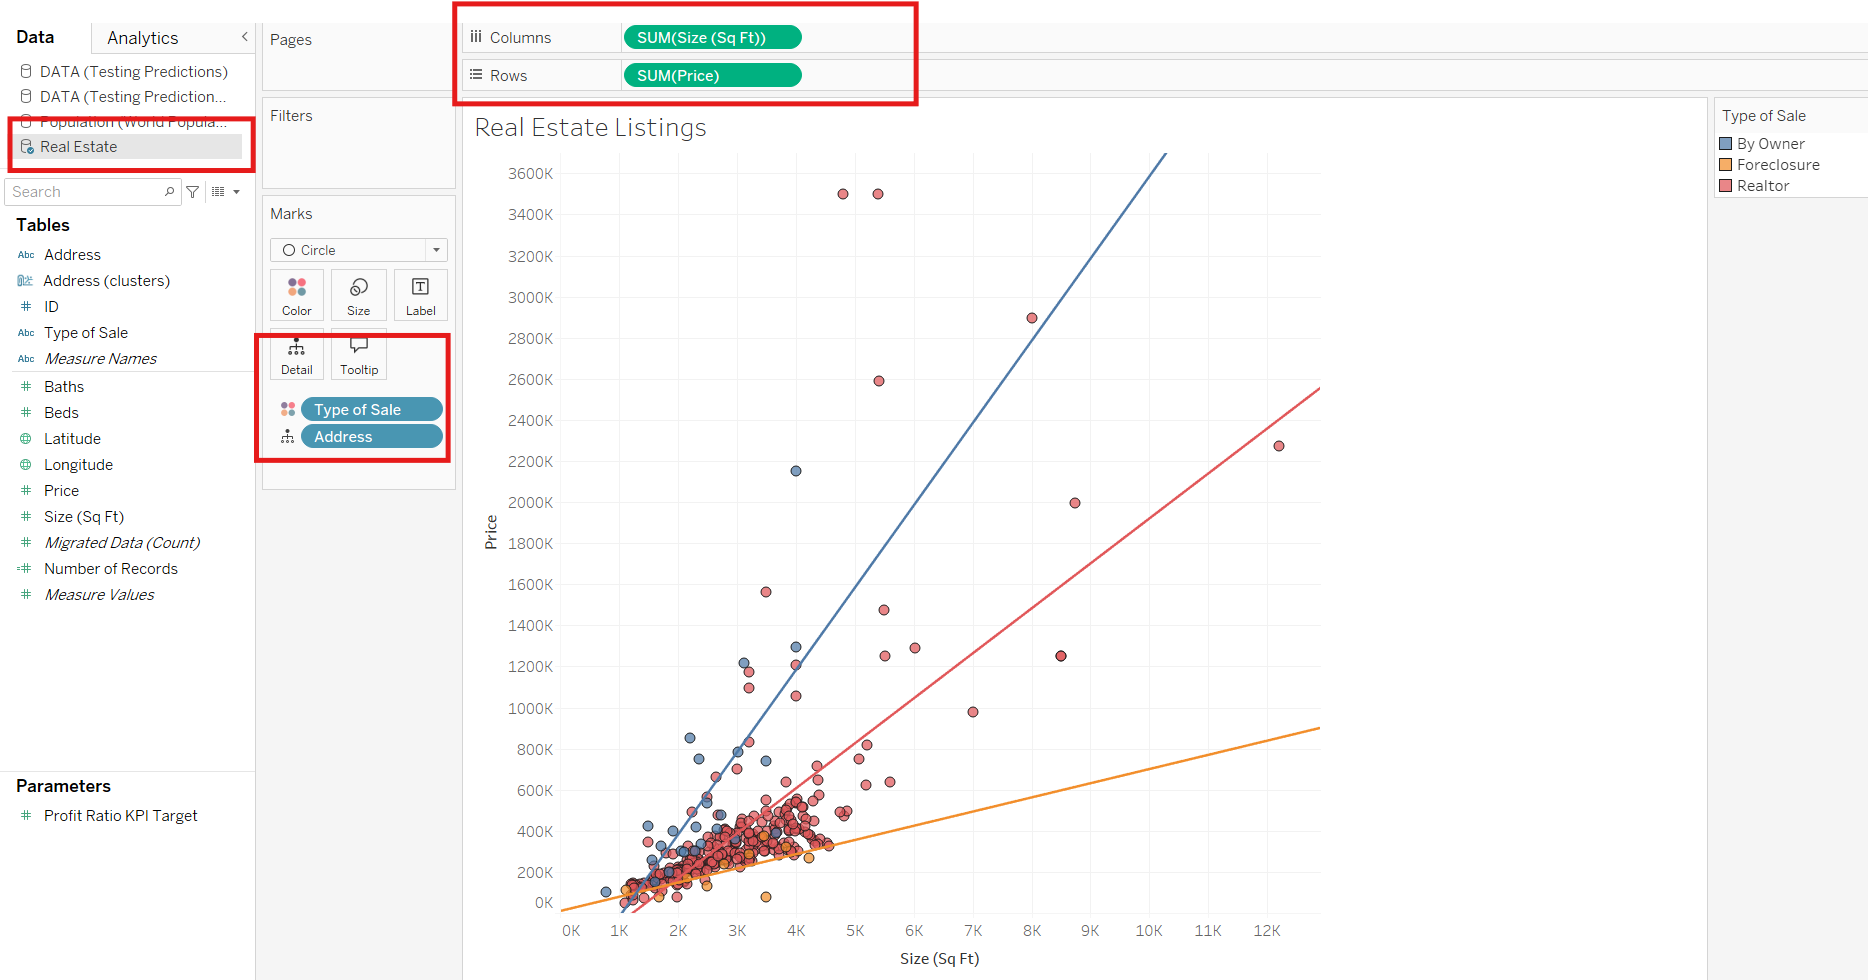 Data
Analytics
DATA (Testing Predictions)
DATA (Testing Prediction...
Population (World Popula...
Real Estate
Search
Tables
Abc Address
Address (clusters)
# ID
Abc Type of Sale
Abc Measure Names
# Baths
# Beds
Latitude
Longitude
# Price
# Size (Sq Ft)
# Migrated Data (Count)
=# Number of Records
# Measure Values
Parameters
# Profit Ratio KPI Target
Pages
Filters
Marks
Circle
Color
Size
Label
Detail
Tooltip
Type of Sale
Address
Columns
SUM(Size (Sq Ft))
Rows
SUM(Price)
Real Estate Listings
3600K
3400K
3200K
3000K
2800K
2600K
2400K
2200K
2000K
1800K
1600K
1400K
1200K
1000K
800K
600K
400K
200K
0K
Price
0K 1K 2K 3K 4K 5K 6K 7K 8K 9K 10K 11K 12K
Size (Sq Ft)
Type of Sale
By Owner
Foreclosure
Realtor